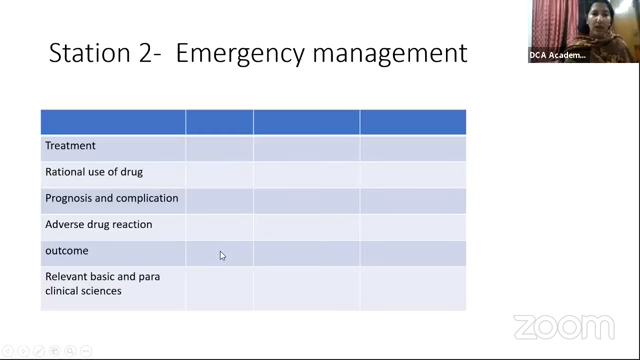 DCA Academ...
Station 2- Emergency management
Treatment
Rational use of drug
Prognosis and complication
Adverse drug reaction
outcome
Relevant basic and para
clinical sciences
zoom